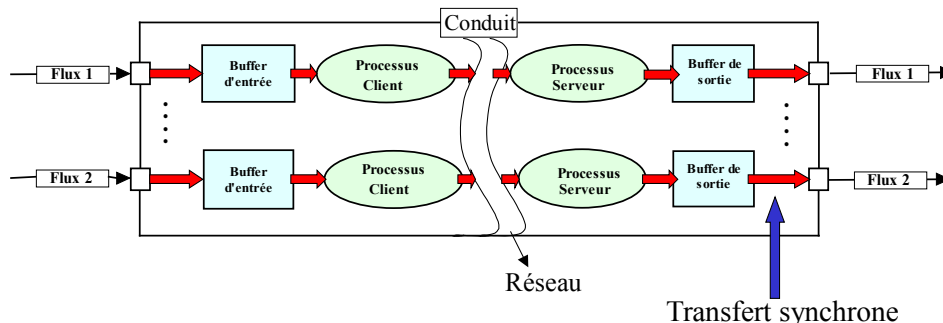 Conduit
Flux 1
Buffer
d'entrée
Processus
Client
Processus
Serveur
Buffer de
sortie
Flux 1
Flux 2
Buffer
d'entrée
Processus
Client
Processus
Serveur
Buffer de
sortie
Flux 2
Réseau
Transfert synchrone